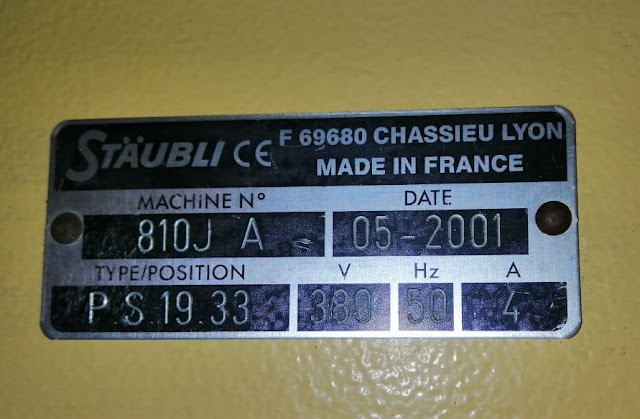 STÄUBLI CE F 69680 CHASSIEU LYON
MADE IN FRANCE
MACHiNE Nº DATE
810J A 05-2001
TYPE/POSITION V Hz A
P S 19 33 380 50 4